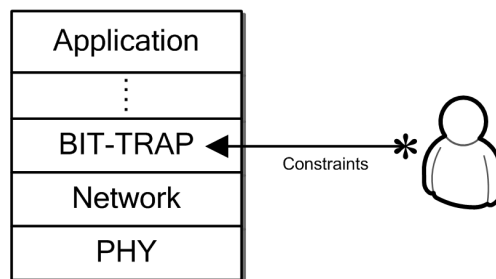 Application
BIT-TRAP
Constraints
*
Network
PHY